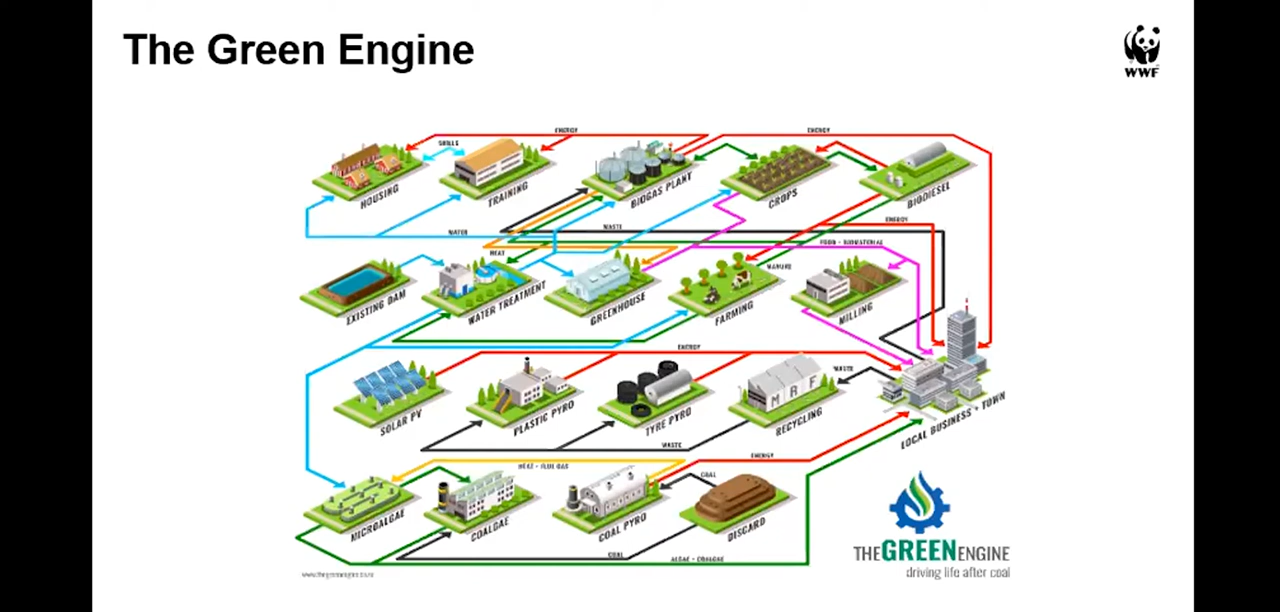 The Green Engine
WWF
ENERGY
ENERGY
SKILLS
HOUSING
TRAINING
BIOGAS PLANT
CROPS
BIODIESEL
WATER
WASTE
ENERGY
HEAT
FOOD + BIOMATERIAL
MANURE
EXISTING DAM
WATER TREATMENT
GREENHOUSE
FARMING
MILLING
ENERGY
WASTE
MRF
SOLAR PV
PLASTIC PYRO
TYRE PYRO
RECYCLING
LOCAL BUSINESS + TOWN
WASTE
HEAT + FLUE GAS
ENERGY
COAL
MICROALGAE
COALGAE
COAL PYRO
DISCARD
COAL
ALGAE + COALGAE
THEGREENENGINE
driving life after coal